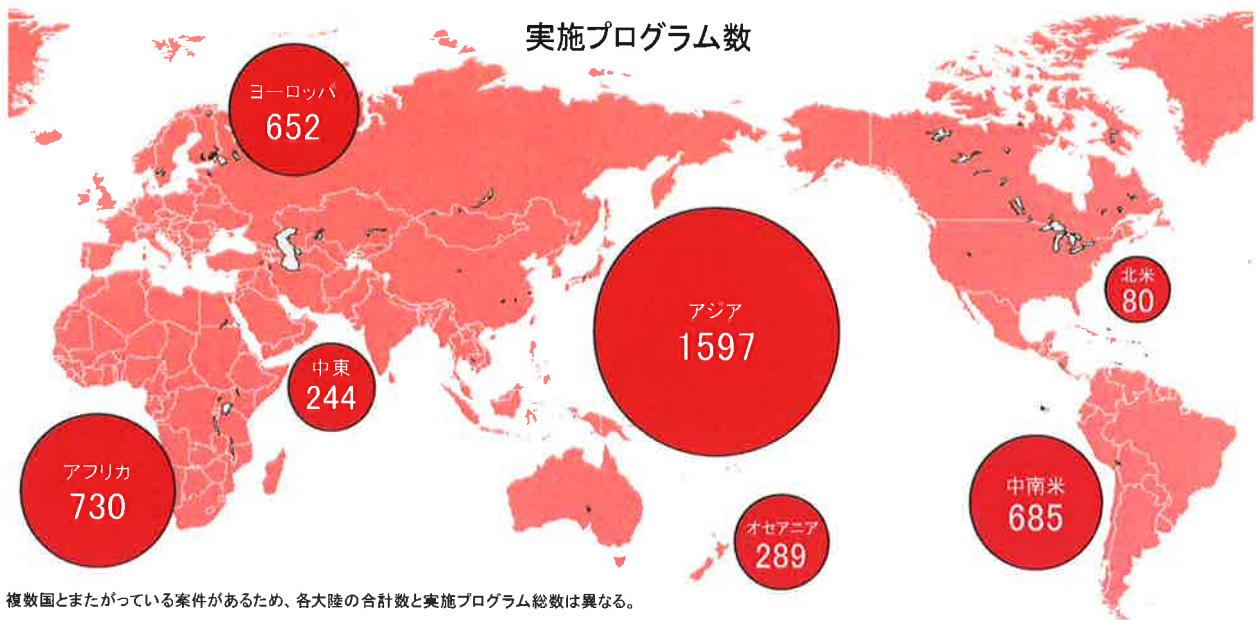 実施プログラム数
ヨーロッパ
652
アジア
1597
北米
80
中東
244
アフリカ
730
中南米
685
オセアニア
289
複数国とまたがっている案件があるため、各大陸の合計数と実施プログラム総数は異なる。